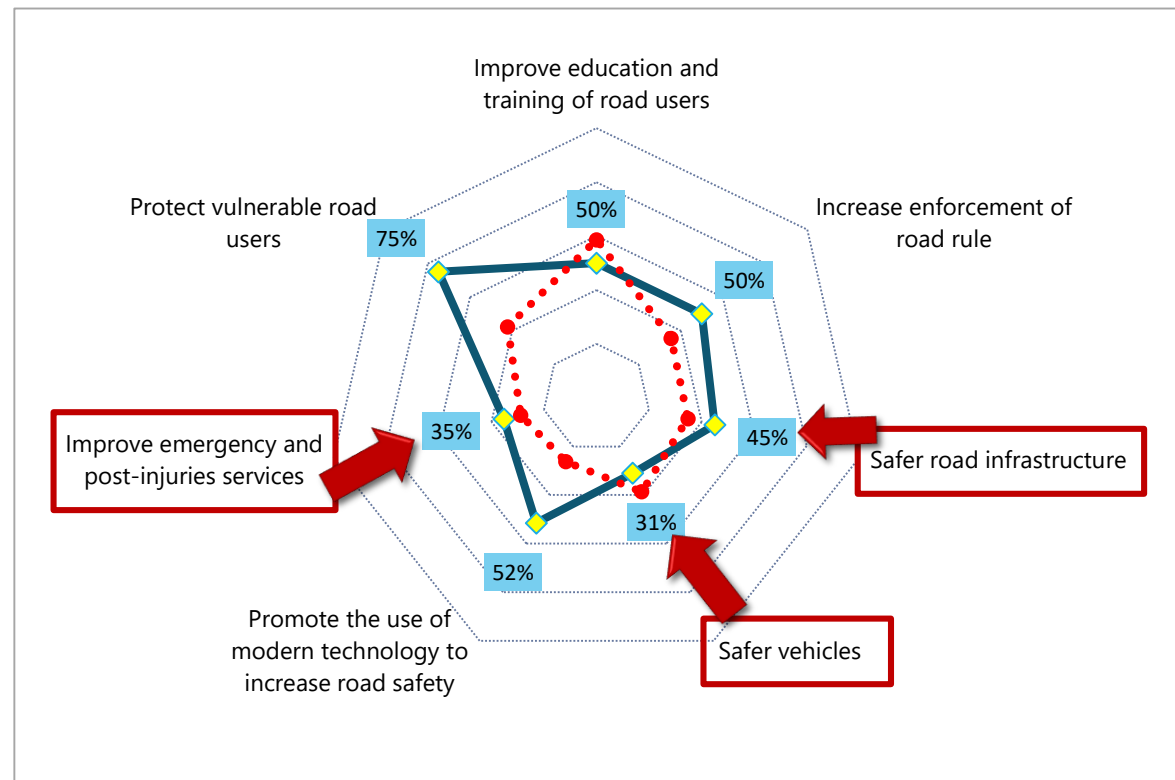 Improve education and
training of road users
Protect vulnerable road
users
75%
50%
Increase enforcement of
road rule
50%
Improve emergency and
post-injuries services
35%
45%
Safer road infrastructure
31%
52%
Promote the use of
modern technology to
increase road safety
Safer vehicles